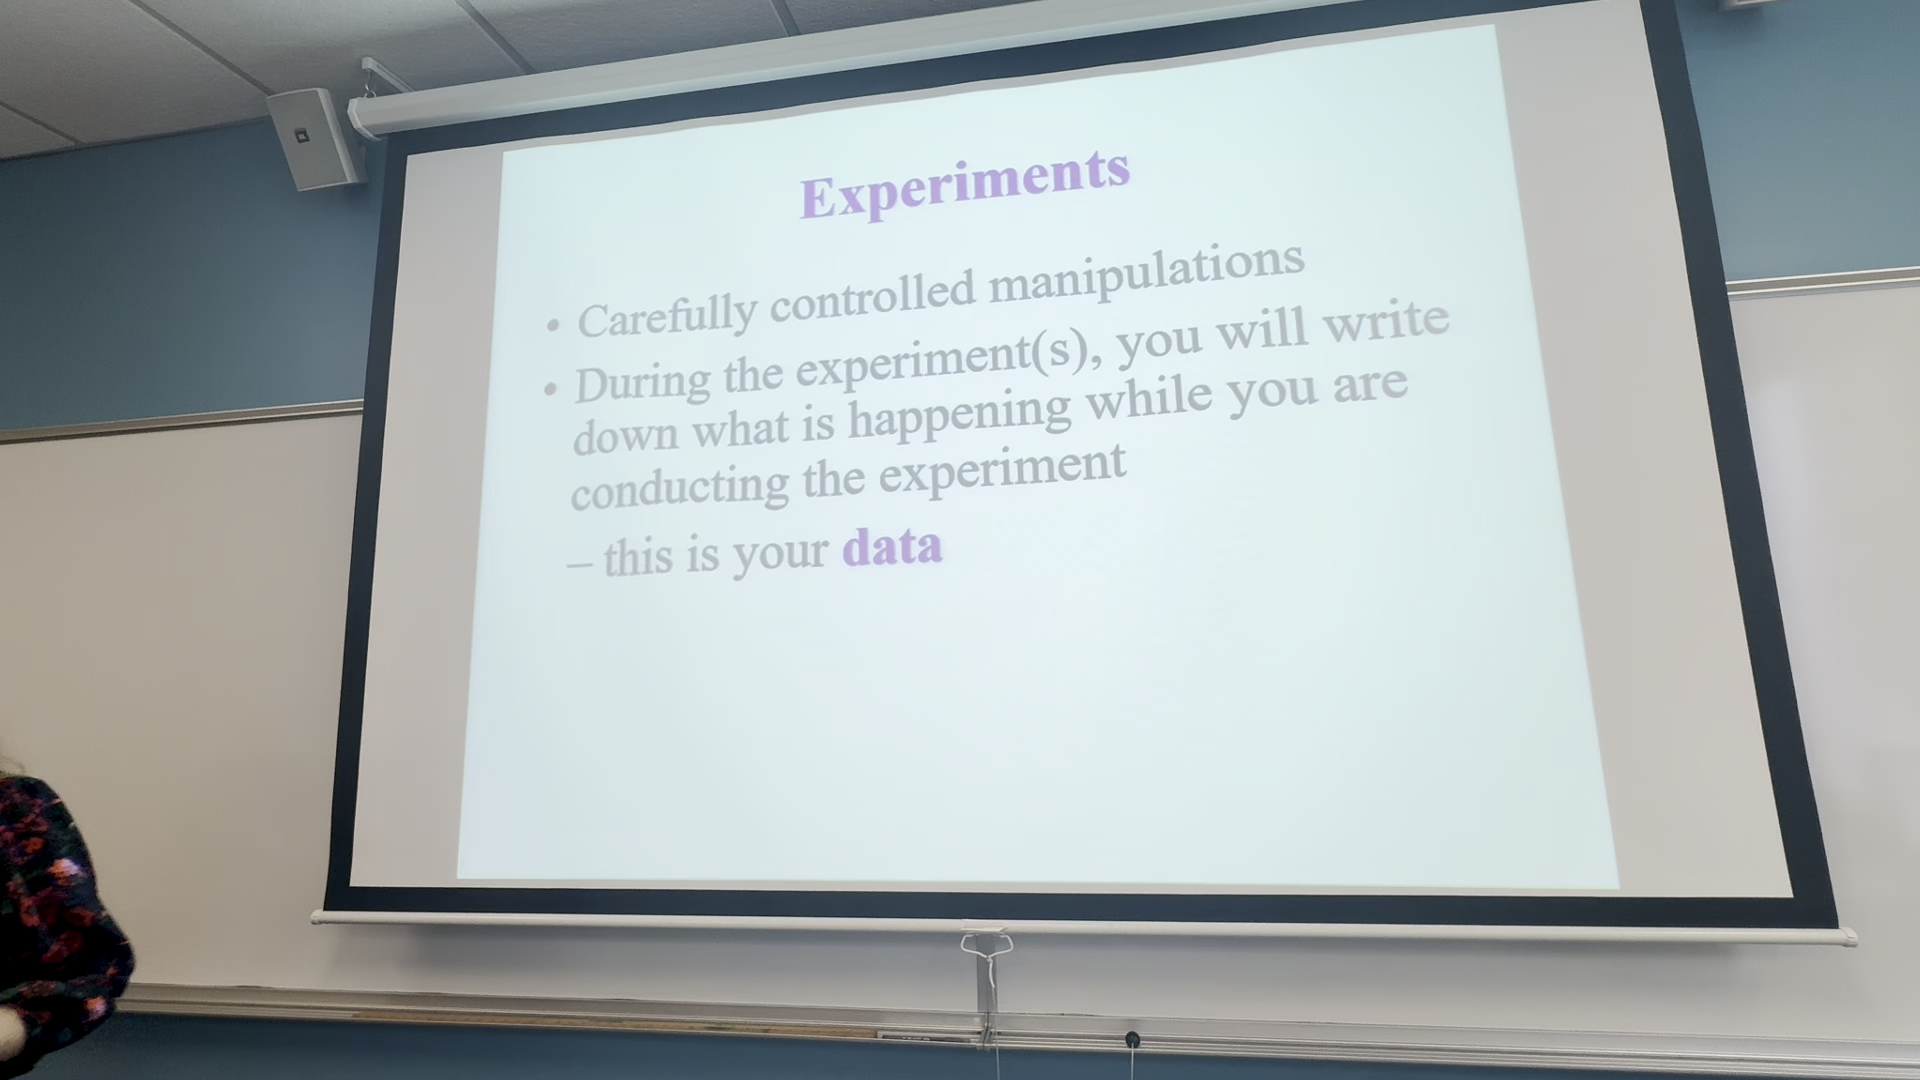 Experiments
• Carefully controlled manipulations
• During the experiment(s), you will write
down what is happening while you are
conducting the experiment
– this is your data